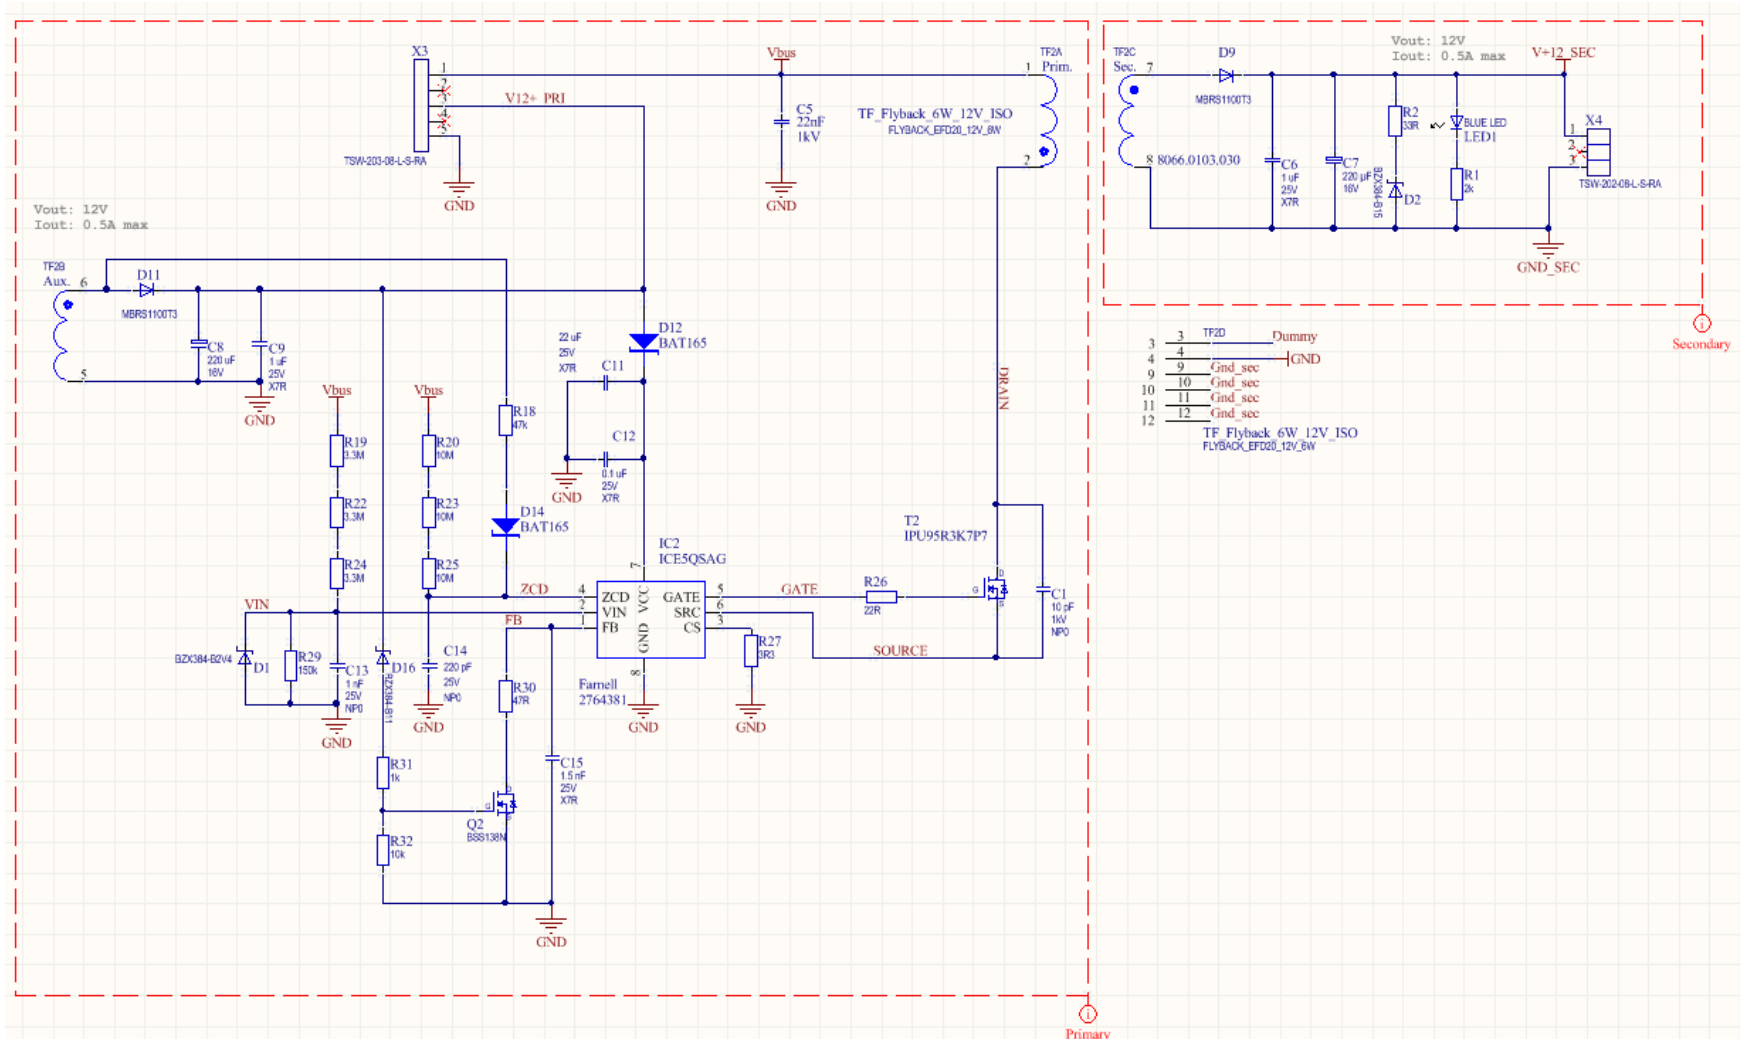 X3
1
2
3
4
5
V12+ PRI
TSW-203-08-L-S-RA
GND
Vbus
C5
22nF
1kV
GND
TF2A
Prim.
1
2
TF_Flyback_6W_12V_ISO
FLYBACK_EFD20_12V_6W
TF2C
Sec.
7
8
8066.0103.030
D9
MBRS1100T3
Vout: 12V
Iout: 0.5A max
V+12_SEC
C6
1 uF
25V
X7R
C7
220 µF
16V
R2
33R
BZX384-B15
D2
BLUE LED
LED1
R1
2k
X4
1
2
3
TSW-202-08-L-S-RA
GND_SEC
Secondary
Vout: 12V
Iout: 0.5A max
TF2B
Aux.
6
5
D11
MBRS1100T3
C8
220 uF
16V
C9
1 uF
25V
X7R
GND
Vbus
R19
3.3M
R22
3.3M
R24
3.3M
Vbus
R20
10M
R23
10M
R25
10M
R18
47k
D14
BAT165
22 uF
25V
X7R
C11
C12
0.1 uF
25V
X7R
GND
D12
BAT165
IC2
ICE5QSAG
7
ZCD
4
ZCD
VCC
GATE
5
GATE
VIN
2
VIN
SRC
6
FB
1
FB
GND
CS
3
8
SOURCE
Farnell
2764381
GND
R27
3R3
GND
R26
22R
T2
IPU95R3K7P7
D
G
S
DRAIN
C1
10 pF
1kV
NP0
BZX384-B2V4
D1
R29
150k
C13
1 nF
25V
NP0
GND
D16
BZX384-B11
C14
220 pF
25V
NP0
GND
R30
47R
R31
1k
R32
10k
D
G
S
Q2
BSS138N
C15
1.5 nF
25V
X7R
GND
Primary
TF2D
3
3
Dummy
4
GND
9
9
Gnd_sec
10
10
Gnd_sec
11
11
Gnd_sec
12
12
Gnd_sec
TF_Flyback_6W_12V_ISO
FLYBACK_EFD20_12V_6W